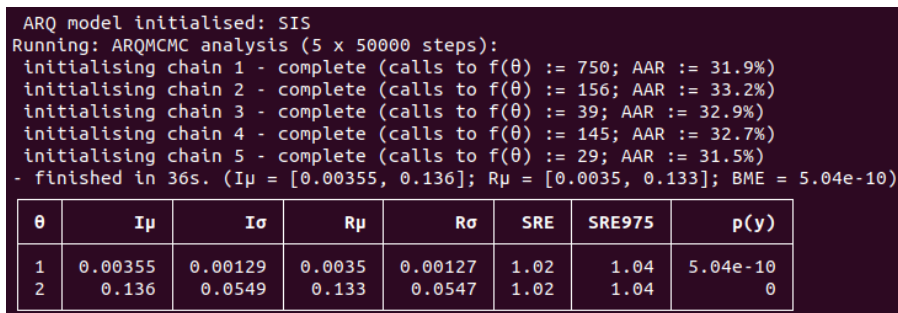 ARQ model initialised: SIS
Running: ARQMCMC analysis (5 x 50000 steps):
initialising chain 1 - complete (calls to f(θ) := 750; AAR := 31.9%)
initialising chain 2 - complete (calls to f(θ) := 156; AAR := 33.2%)
initialising chain 3 - complete (calls to f(θ) := 39; AAR := 32.9%)
initialising chain 4 - complete (calls to f(θ) := 145; AAR := 32.7%)
initialising chain 5 - complete (calls to f(θ) := 29; AAR := 31.5%)
- finished in 36s. (Iμ = [0.00355, 0.136]; Rμ = [0.0035, 0.133]; BME = 5.04e-10)
θ Iμ Iσ Rμ Rσ SRE SRE975 p(y)
1 0.00355 0.00129 0.0035 0.00127 1.02 1.04 5.04e-10
2 0.136 0.0549 0.133 0.0547 1.02 1.04 0